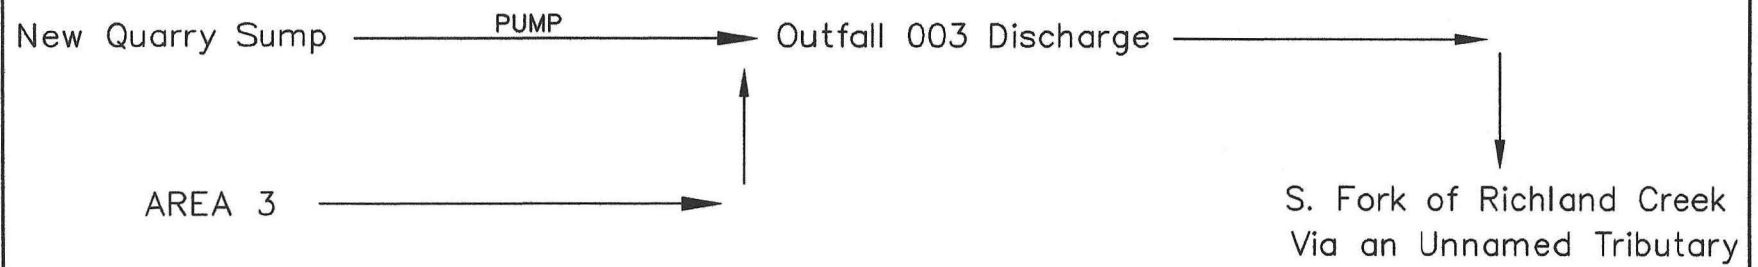 New Quarry Sump
PUMP
Outfall 003 Discharge
AREA 3
S. Fork of Richland Creek
Via an Unnamed Tributary